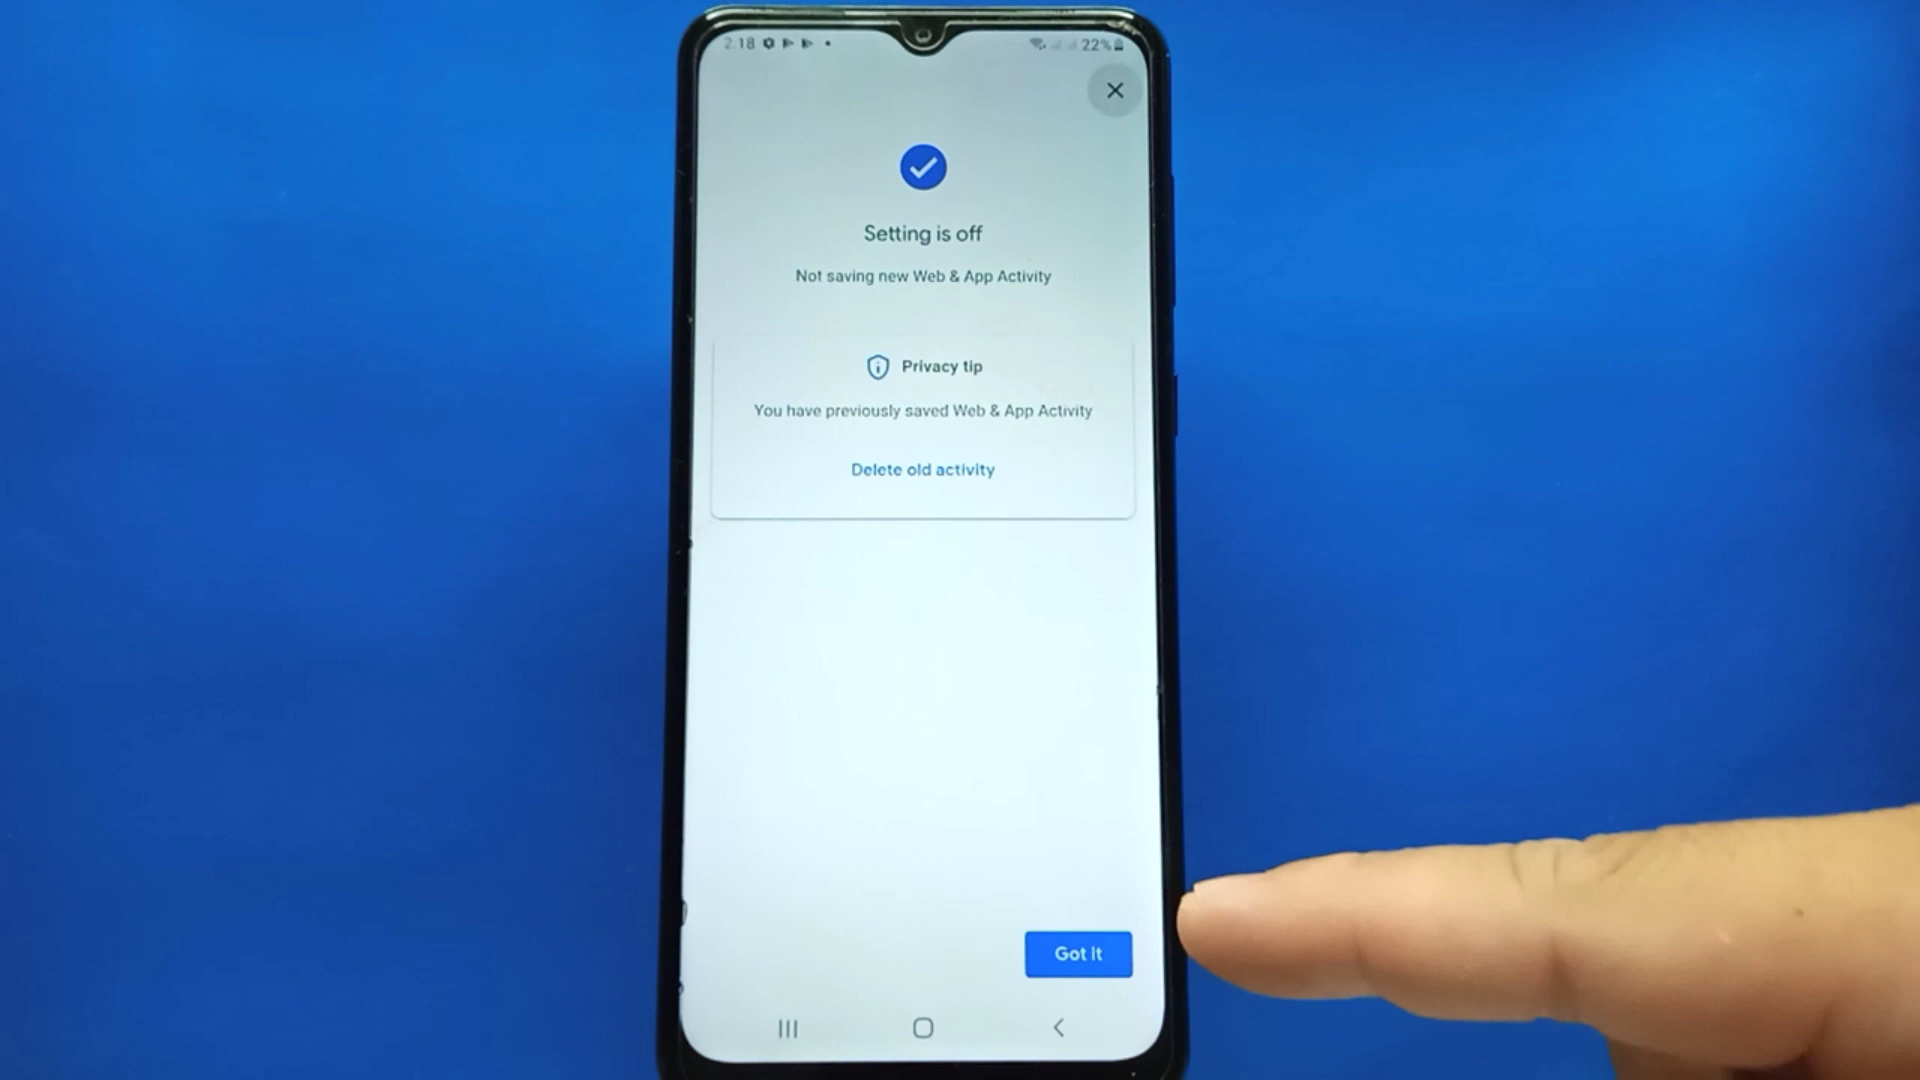 2:18 22%
Setting is off
Not saving new Web & App Activity
Privacy tip
You have previously saved Web & App Activity
Delete old activity
Got It